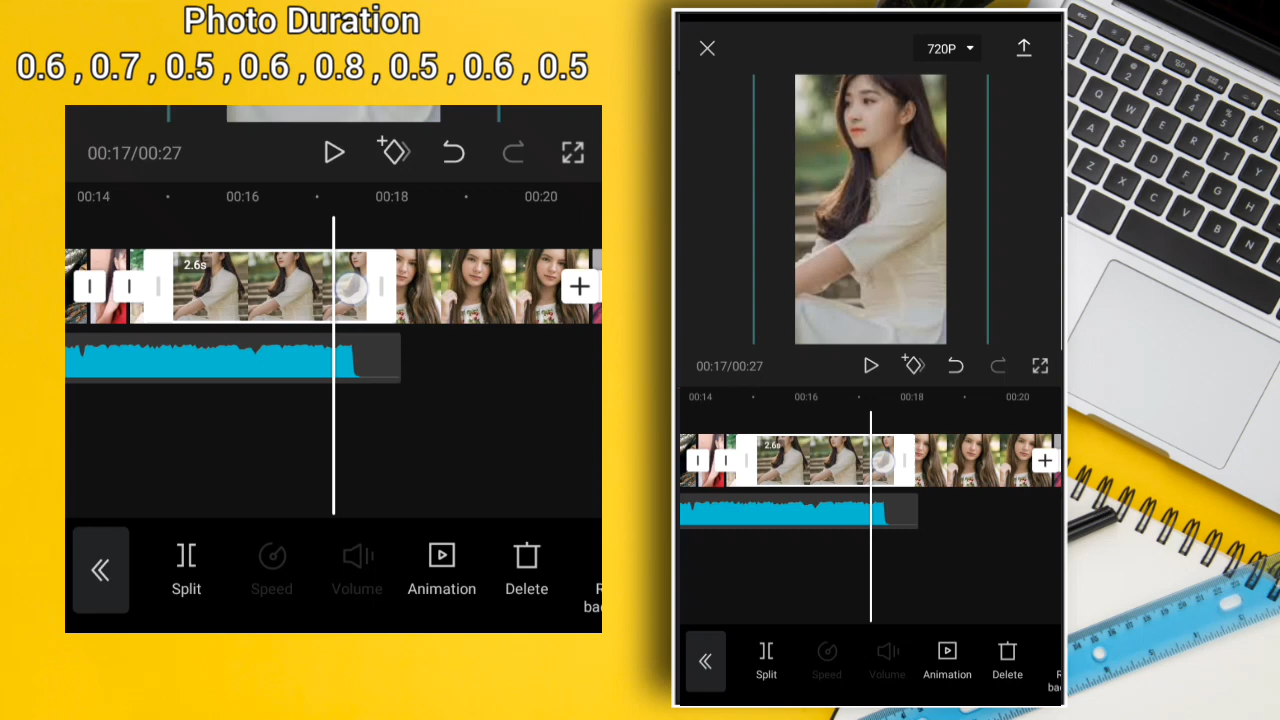 Photo Duration
0.6 , 0.7 , 0.5 , 0.6 , 0.8 , 0.5 , 0.6 , 0.5
00:17/00:27
00:14
00:16
00:18
00:20
2.6s
Split
Speed
Volume
Animation
Delete
720P
00:17/00:27
00:14
00:16
00:18
00:20
2.6s
Split
Speed
Volume
Animation
Delete